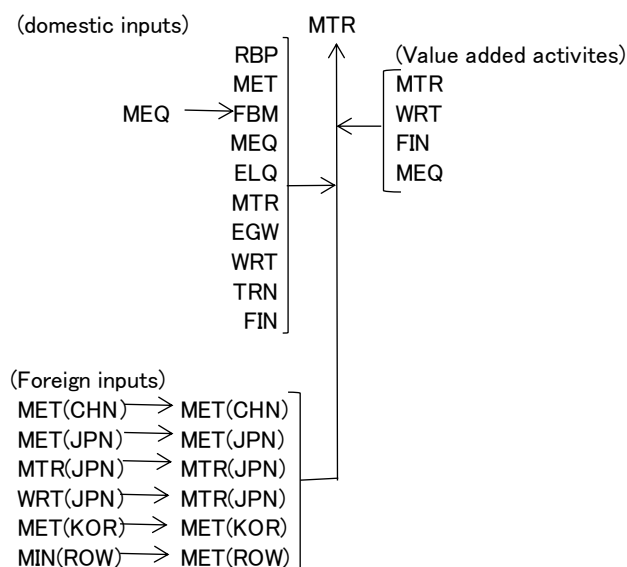 (domestic inputs)
MTR
RBP
MET
MEQ FBM
MEQ
ELQ
MTR
EGW
WRT
TRN
FIN
(Value added activites)
MTR
WRT
FIN
MEQ
(Foreign inputs)
MET(CHN) MET(CHN)
MET(JPN) MET(JPN)
MTR(JPN) MTR(JPN)
WRT(JPN) MTR(JPN)
MET(KOR) MET(KOR)
MIN(ROW) MET(ROW)